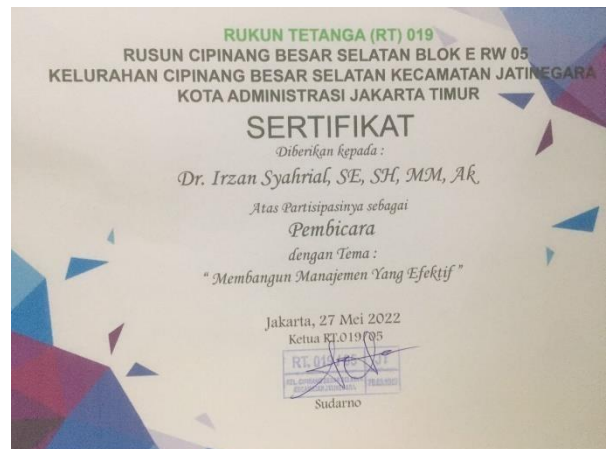 RUKUN TETANGA (RT) 019
RUSUN CIPINANG BESAR SELATAN BLOK E RW 05
KELURAHAN CIPINANG BESAR SELATAN KECAMATAN JATINEGARA
KOTA ADMINISTRASI JAKARTA TIMUR
SERTIFIKAT
Diberikan kepada :
Dr. Irzan Syahrial, SE, SH, MM, Ak
Atas Partisipasinya sebagai
Pembicara
dengan Tema :
“ Membangun Manajemen Yang Efektif ”
Jakarta, 27 Mei 2022
Ketua RT.019/05
RT. 019
Sudarno